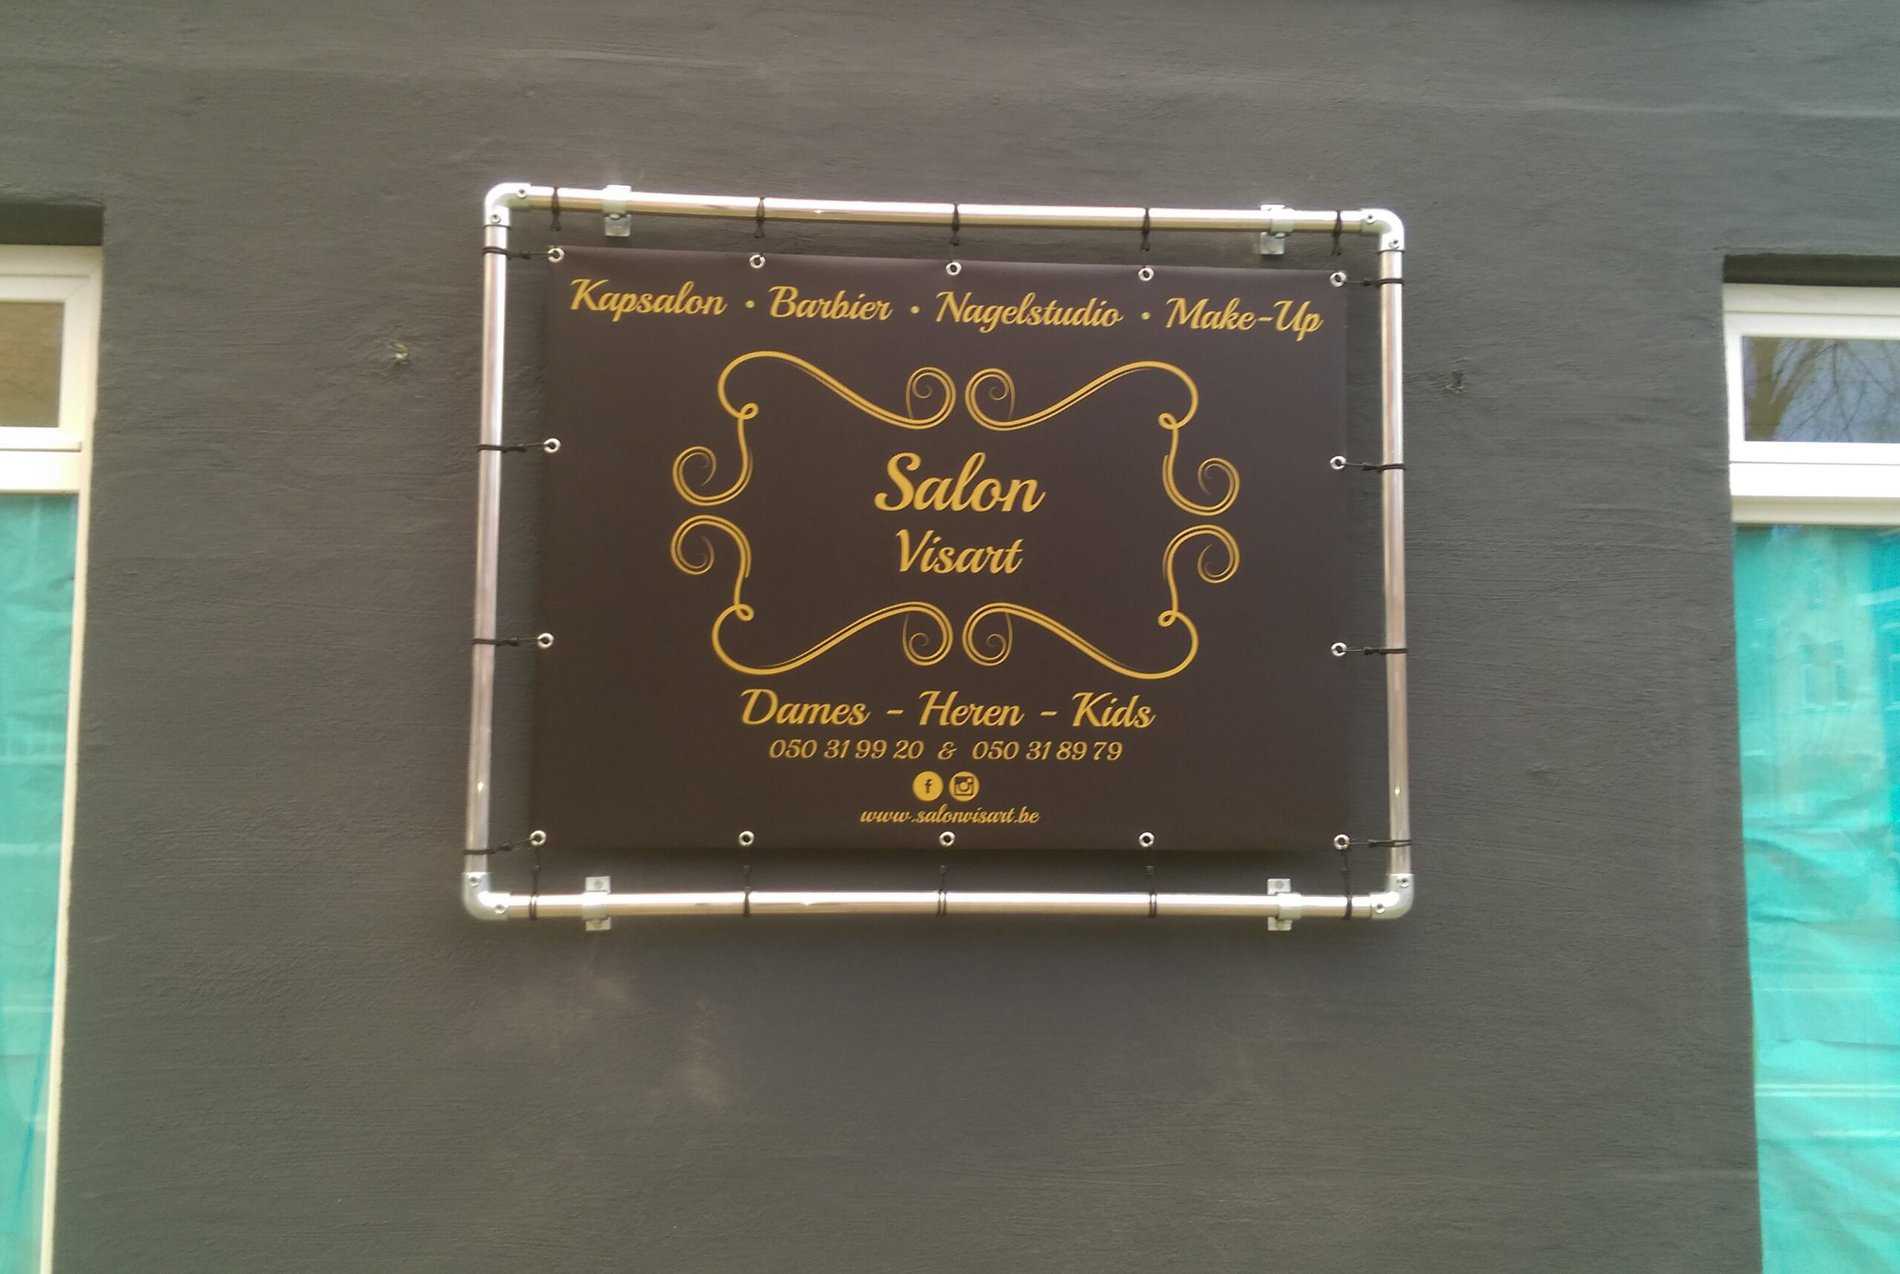 Kapsalon • Barbier • Nagelstudio • Make-Up
Salon
Visart
Dames - Heren - Kids
050 31 99 20 & 050 31 89 79
f
www.salonvisart.be